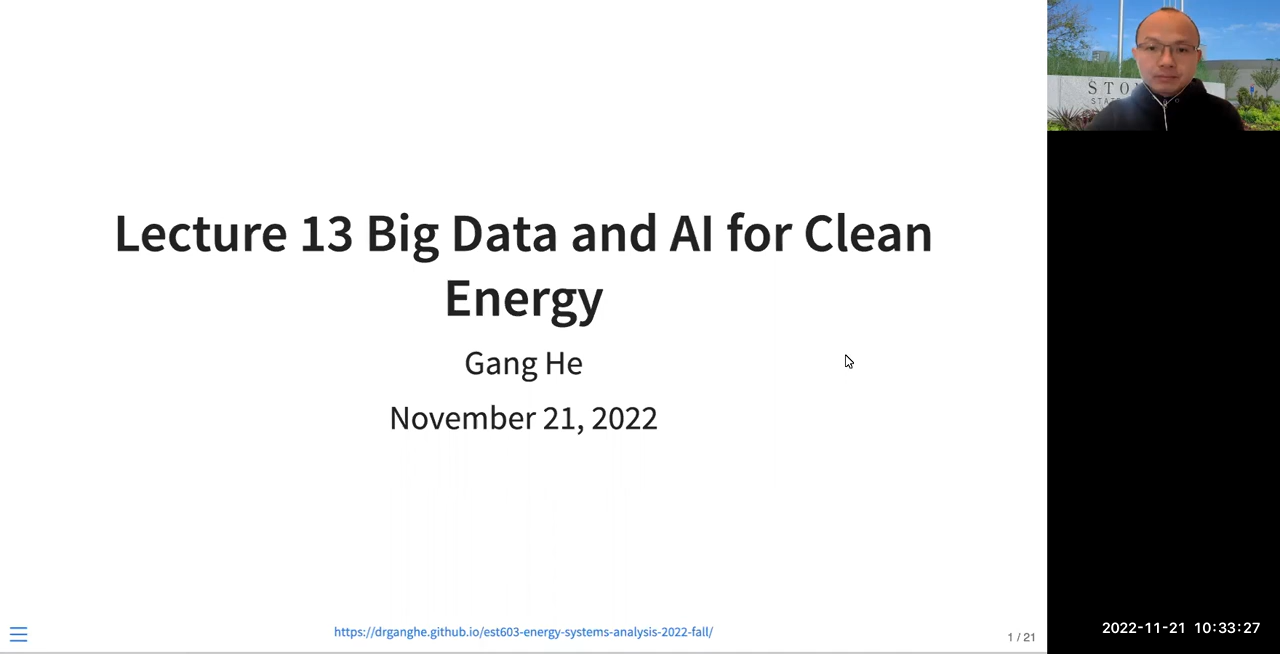 Lecture 13 Big Data and AI for Clean
Energy
Gang He
November 21, 2022
https://drganghe.github.io/est603-energy-systems-analysis-2022-fall/
1 / 21
2022-11-21 10:33:27